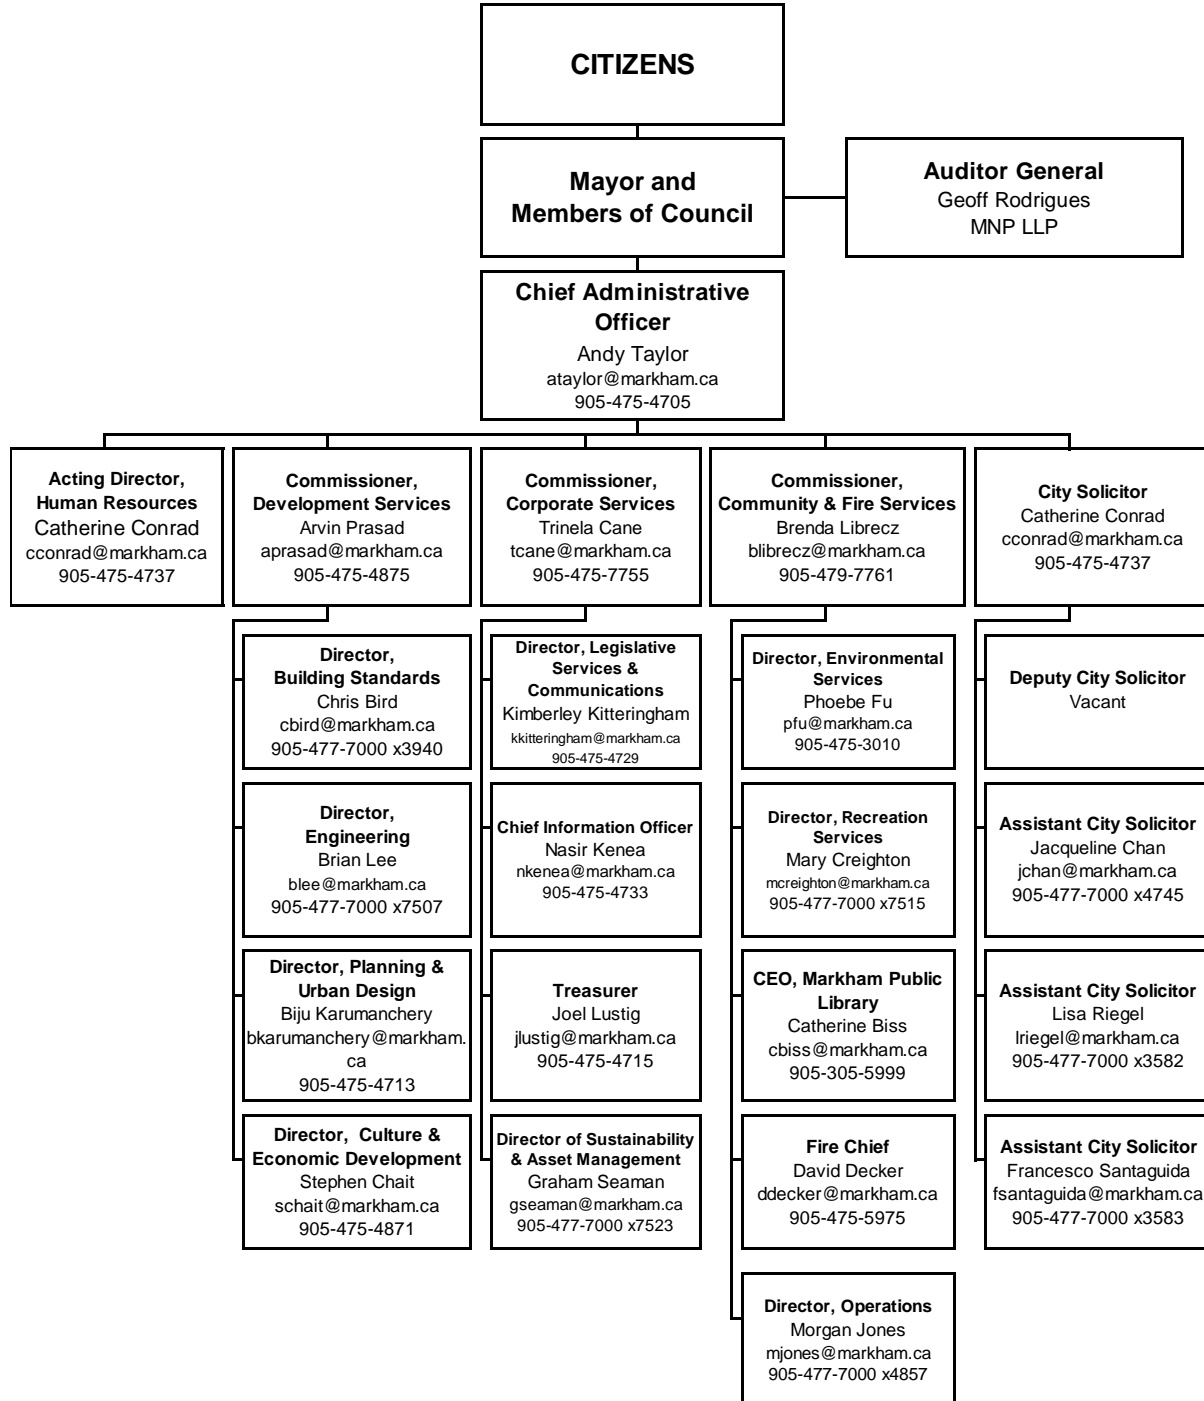 CITIZENS
Mayor and
Members of Council
Auditor General
Geoff Rodrigues
MNP LLP
Chief Administrative
Officer
Andy Taylor
ataylor@markham.ca
905-475-4705
Acting Director,
Human Resources
Catherine Conrad
cconrad@markham.ca
905-475-4737
Commissioner,
Development Services
Arvin Prasad
aprasad@markham.ca
905-475-4875
Commissioner,
Corporate Services
Trinela Cane
tcane@markham.ca
905-475-7755
Commissioner,
Community & Fire Services
Brenda Librecz
blibrecz@markham.ca
905-479-7761
City Solicitor
Catherine Conrad
cconrad@markham.ca
905-475-4737
Director,
Building Standards
Chris Bird
cbird@markham.ca
905-477-7000 x3940
Director,
Engineering
Brian Lee
blee@markham.ca
905-477-7000 x7507
Director, Planning &
Urban Design
Biju Karumanchery
bkarumanchery@markham.
ca
905-475-4713
Director,  Culture &
Economic Development
Stephen Chait
schait@markham.ca
905-475-4871
Director, Legislative
Services &
Communications
Kimberley Kitteringham
kkitteringham@markham.ca
905-475-4729
Chief Information Officer
Nasir Kenea
nkenea@markham.ca
905-475-4733
Treasurer
Joel Lustig
jlustig@markham.ca
905-475-4715
Director of Sustainability
& Asset Management
Graham Seaman
gseaman@markham.ca
905-477-7000 x7523
Director, Environmental
Services
Phoebe Fu
pfu@markham.ca
905-475-3010
Director, Recreation
Services
Mary Creighton
mcreighton@markham.ca
905-477-7000 x7515
CEO, Markham Public
Library
Catherine Biss
cbiss@markham.ca
905-305-5999
Fire Chief
David Decker
ddecker@markham.ca
905-475-5975
Director, Operations
Morgan Jones
mjones@markham.ca
905-477-7000 x4857
Deputy City Solicitor
Vacant
Assistant City Solicitor
Jacqueline Chan
jchan@markham.ca
905-477-7000 x4745
Assistant City Solicitor
Lisa Riegel
lriegel@markham.ca
905-477-7000 x3582
Assistant City Solicitor
Francesco Santaguida
fsantaguida@markham.ca
905-477-7000 x3583